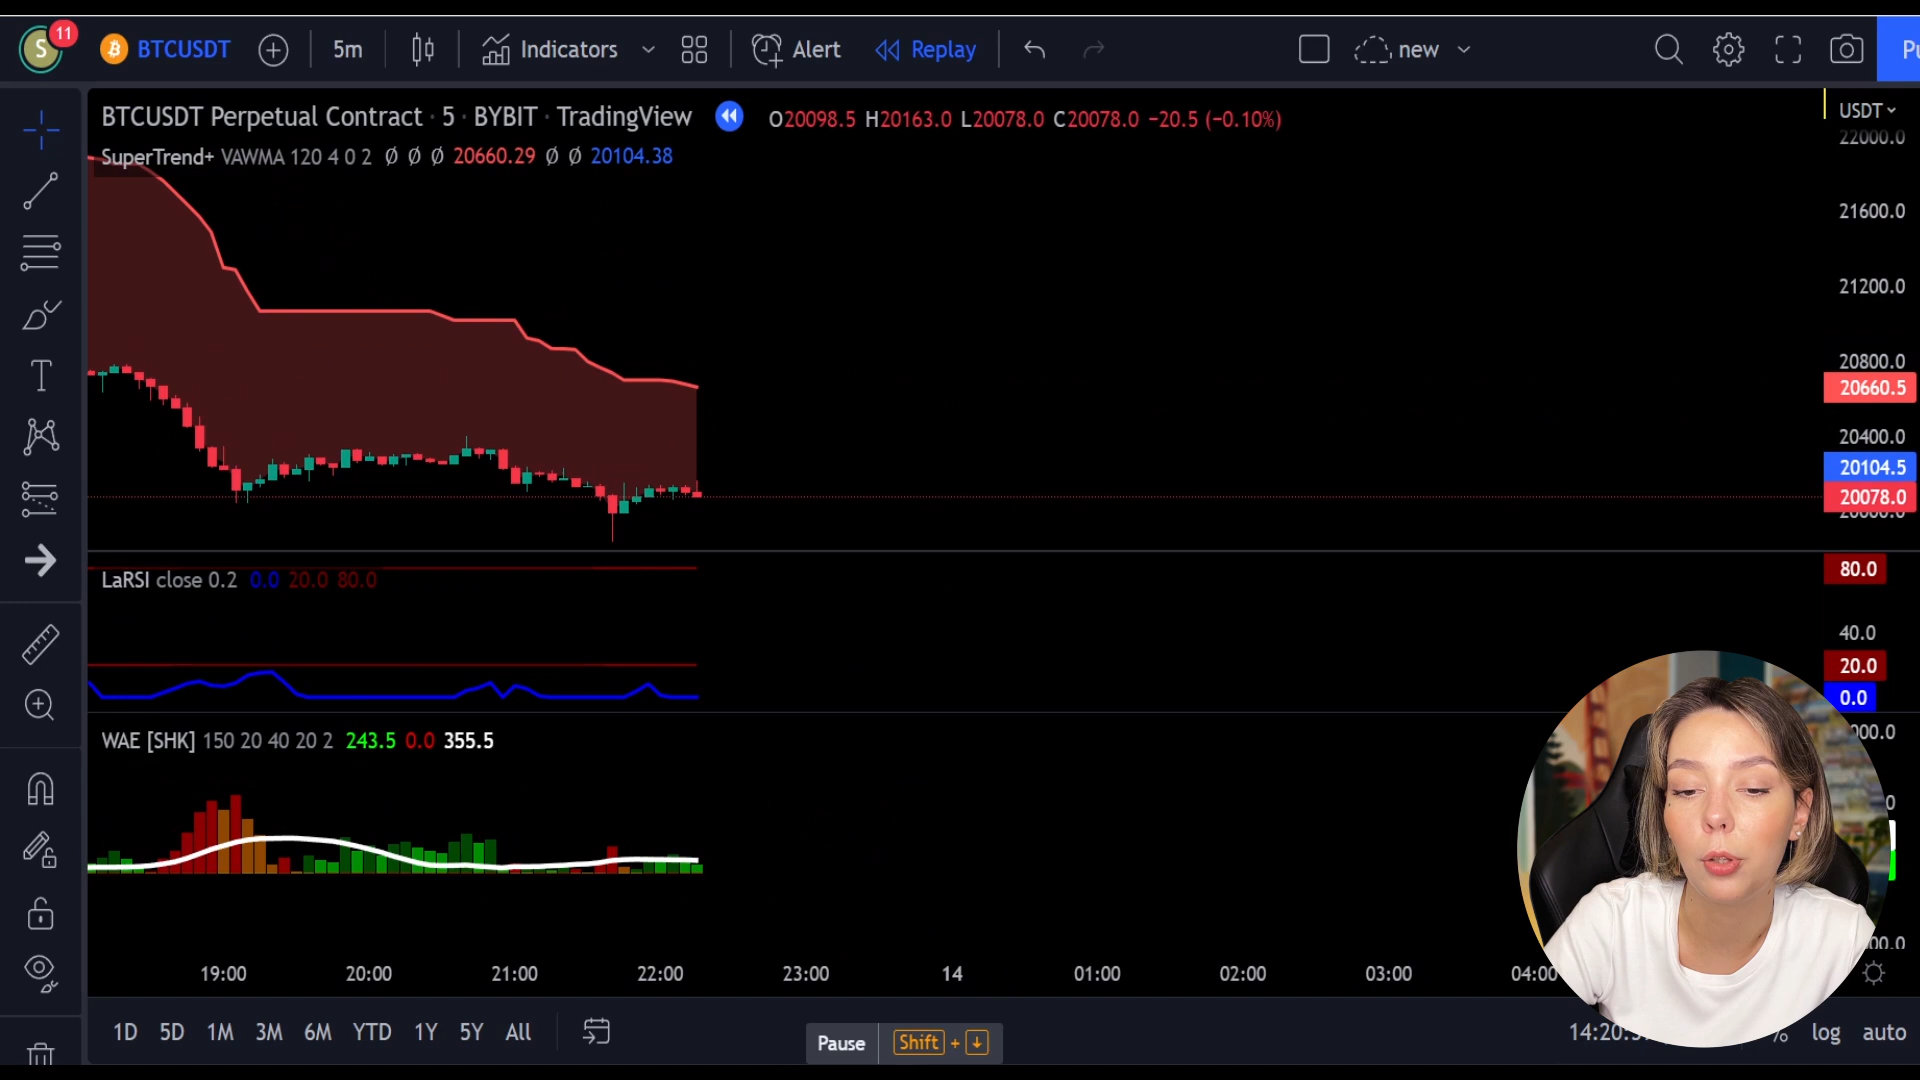 S 11 BTCUSDT 5m Indicators Alert Replay new
BTCUSDT Perpetual Contract · 5 · BYBIT · TradingView O20098.5 H20163.0 L20078.0 C20078.0 −20.5 (−0.10%)
SuperTrend+ VAWMA 120 4 0 2 Ø Ø Ø 20660.29 Ø Ø 20104.38
USDT
22000.0
21600.0
21200.0
20800.0
20660.5
20400.0
20104.5
20078.0
LaRSI close 0.2 0.0 20.0 80.0
80.0
40.0
20.0
0.0
WAE [SHK] 150 20 40 20 2 243.5 0.0 355.5
19:00 20:00 21:00 22:00 23:00 14 01:00 02:00 03:00 04:00
1D 5D 1M 3M 6M YTD 1Y 5Y All
Pause Shift + ↓
14:20 % log auto